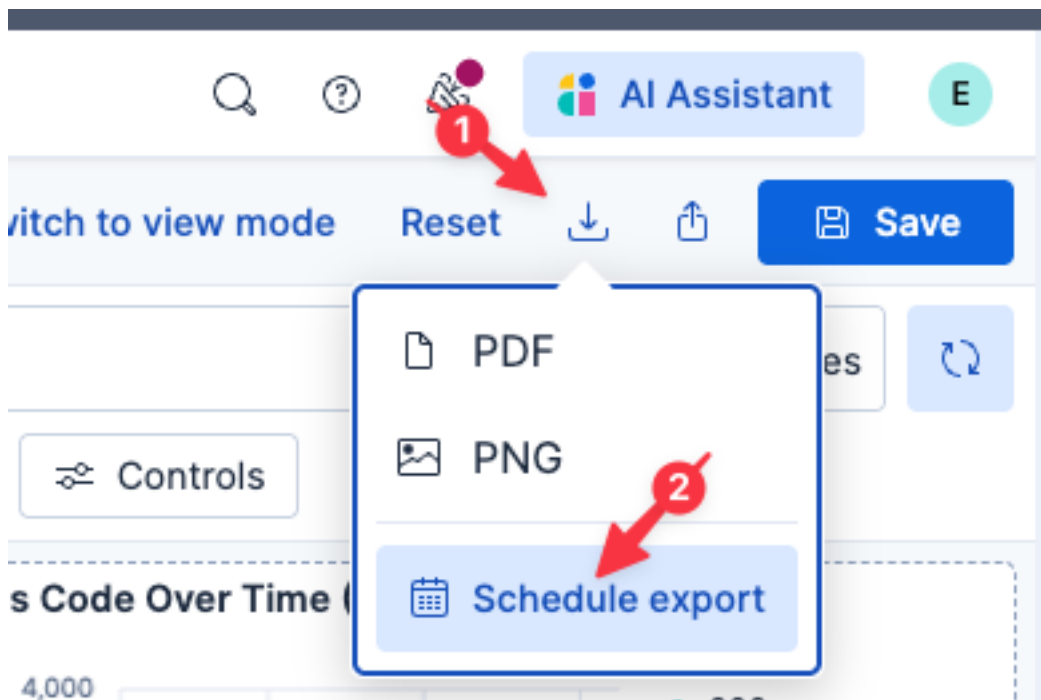 AI Assistant
E
1
vitch to view mode
Reset
Save
PDF
es
PNG
Controls
2
s Code Over Time (
Schedule export
4,000